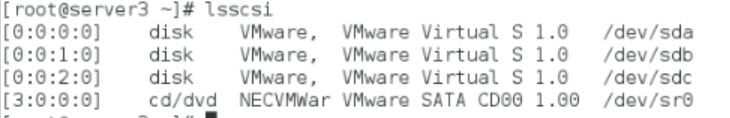 [root@server3 ~]# lsscsi
[0:0:0:0]    disk    VMware,  VMware Virtual S 1.0   /dev/sda
[0:0:1:0]    disk    VMware,  VMware Virtual S 1.0   /dev/sdb
[0:0:2:0]    disk    VMware,  VMware Virtual S 1.0   /dev/sdc
[3:0:0:0]    cd/dvd  NECVMWar VMware SATA CD00 1.00  /dev/sr0